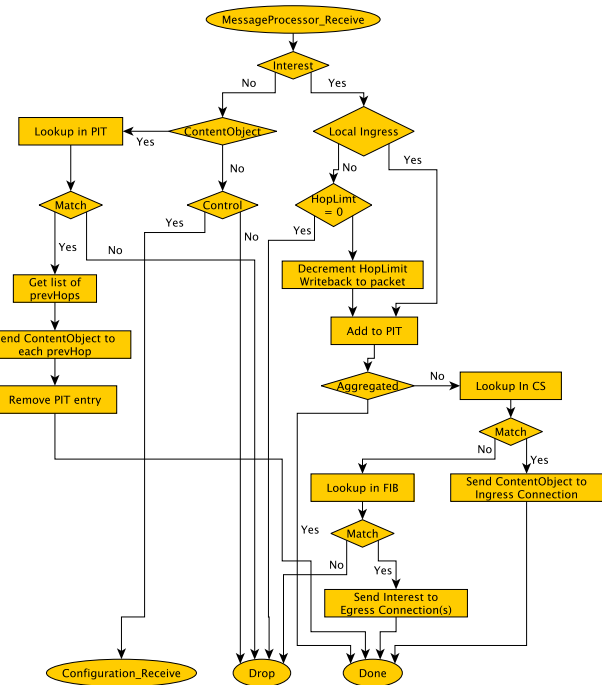 MessageProcessor_Receive
Interest
No
Yes
Lookup in PIT
Yes
ContentObject
Local Ingress
No
No
Yes
Match
Control
HopLimt
= 0
Yes
No
Yes
No
Yes
Get list of
prevHops
Decrement HopLimit
Writeback to packet
end ContentObject to
each prevHop
Add to PIT
Remove PIT entry
Aggregated
No
Lookup In CS
Match
No
Yes
Lookup in FIB
Send ContentObject to
Ingress Connection
Yes
Match
No
Yes
Send Interest to
Egress Connection(s)
Configuration_Receive
Drop
Done